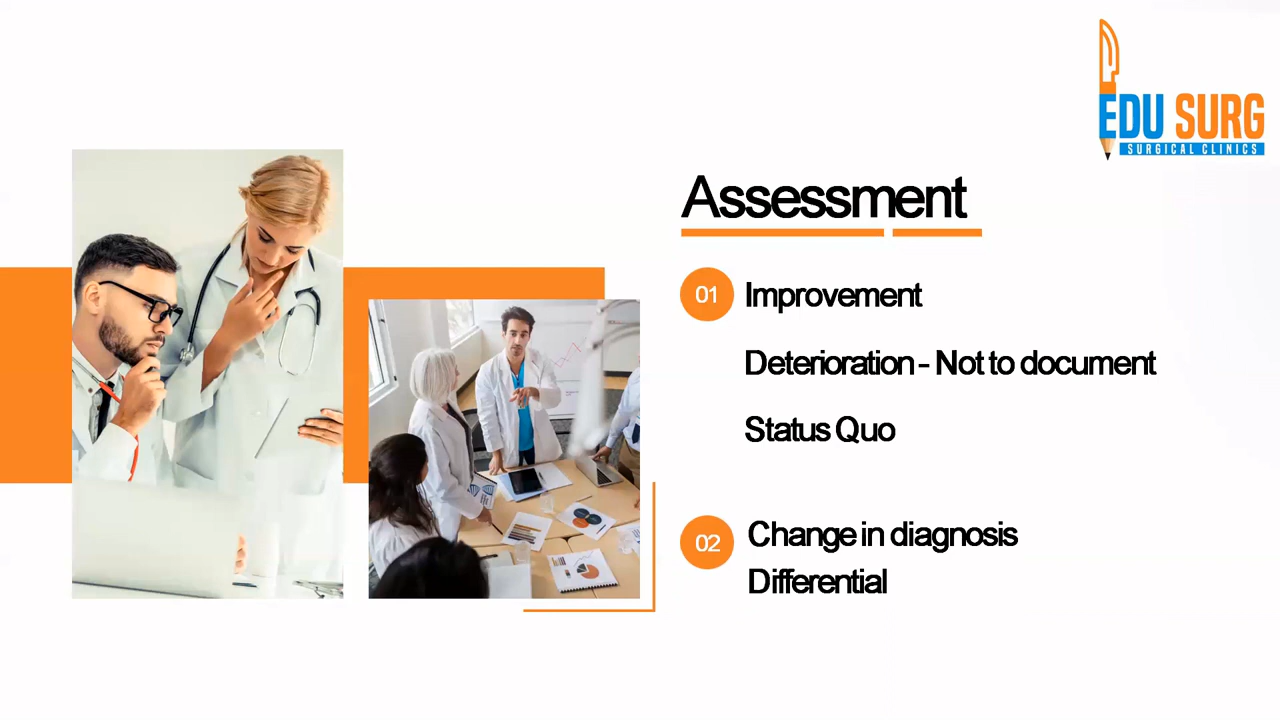 EDU SURG
SURGICAL CLINICS
Assessment
01 Improvement
Deterioration - Not to document
Status Quo
02 Change in diagnosis
Differential